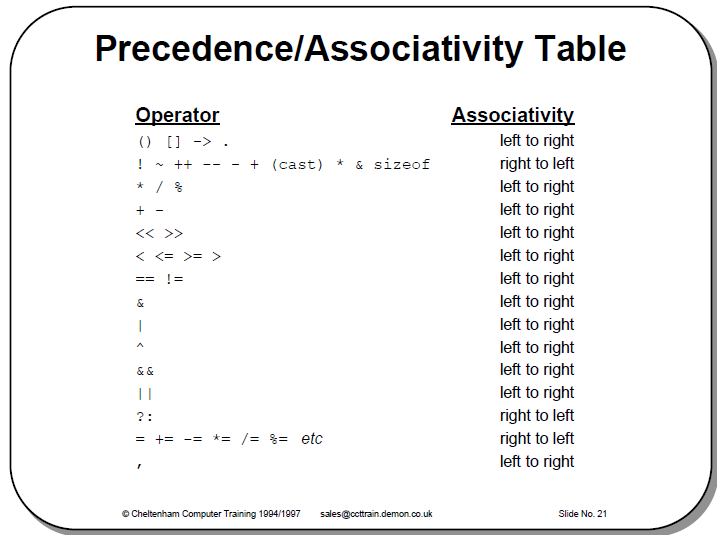 Precedence/Associativity Table
Operator Associativity
() [] -> . left to right
! ~ ++ -- - + (cast) * & sizeof right to left
* / % left to right
+ - left to right
<< >> left to right
< <= >= > left to right
== != left to right
& left to right
| left to right
^ left to right
&& left to right
|| left to right
?: right to left
= += -= *= /= %= etc right to left
, left to right
© Cheltenham Computer Training 1994/1997 sales@ccttrain.demon.co.uk Slide No. 21